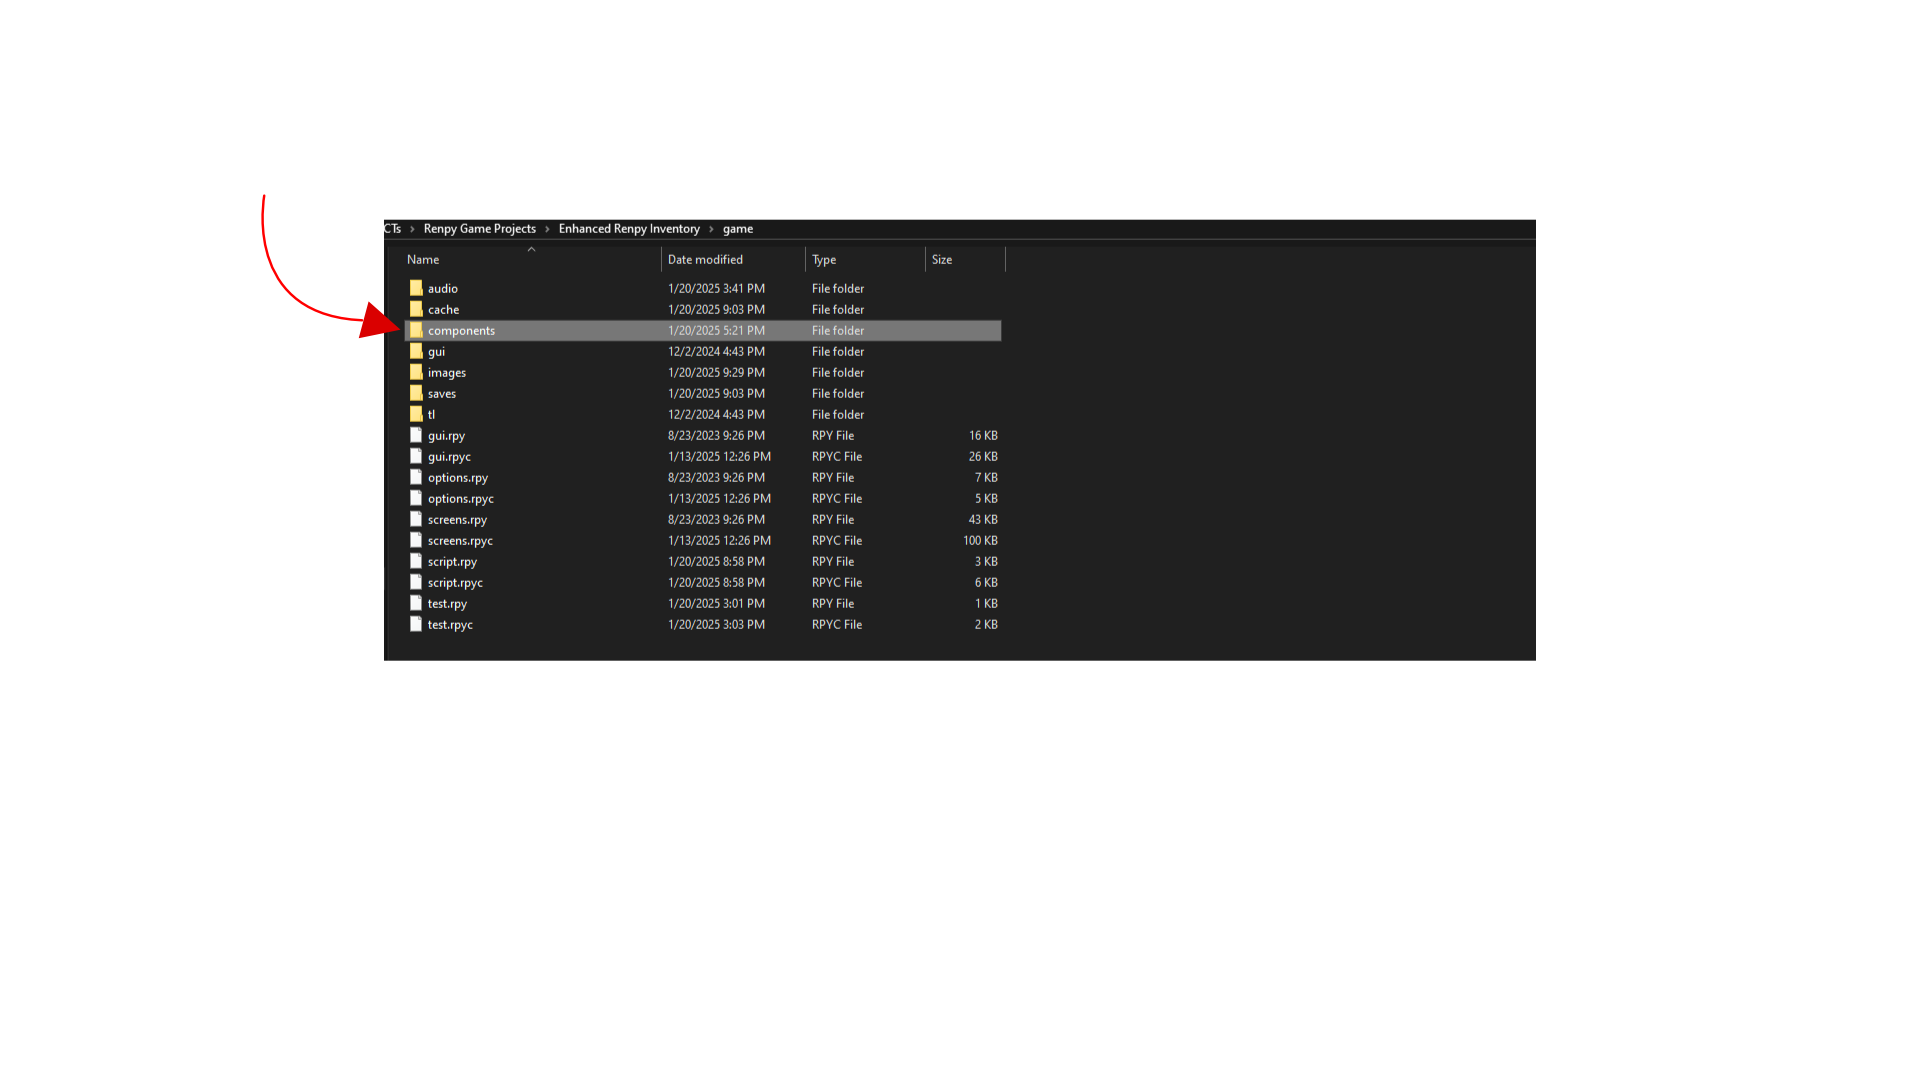 CTs > Renpy Game Projects > Enhanced Renpy Inventory > game
Name Date modified Type Size
audio 1/20/2025 3:41 PM File folder
cache 1/20/2025 9:03 PM File folder
components 1/20/2025 5:21 PM File folder
gui 12/2/2024 4:43 PM File folder
images 1/20/2025 9:29 PM File folder
saves 1/20/2025 9:03 PM File folder
tl 12/2/2024 4:43 PM File folder
gui.rpy 8/23/2023 9:26 PM RPY File 16 KB
gui.rpyc 1/13/2025 12:26 PM RPYC File 26 KB
options.rpy 8/23/2023 9:26 PM RPY File 7 KB
options.rpyc 1/13/2025 12:26 PM RPYC File 5 KB
screens.rpy 8/23/2023 9:26 PM RPY File 43 KB
screens.rpyc 1/13/2025 12:26 PM RPYC File 100 KB
script.rpy 1/20/2025 8:58 PM RPY File 3 KB
script.rpyc 1/20/2025 8:58 PM RPYC File 6 KB
test.rpy 1/20/2025 3:01 PM RPY File 1 KB
test.rpyc 1/20/2025 3:03 PM RPYC File 2 KB